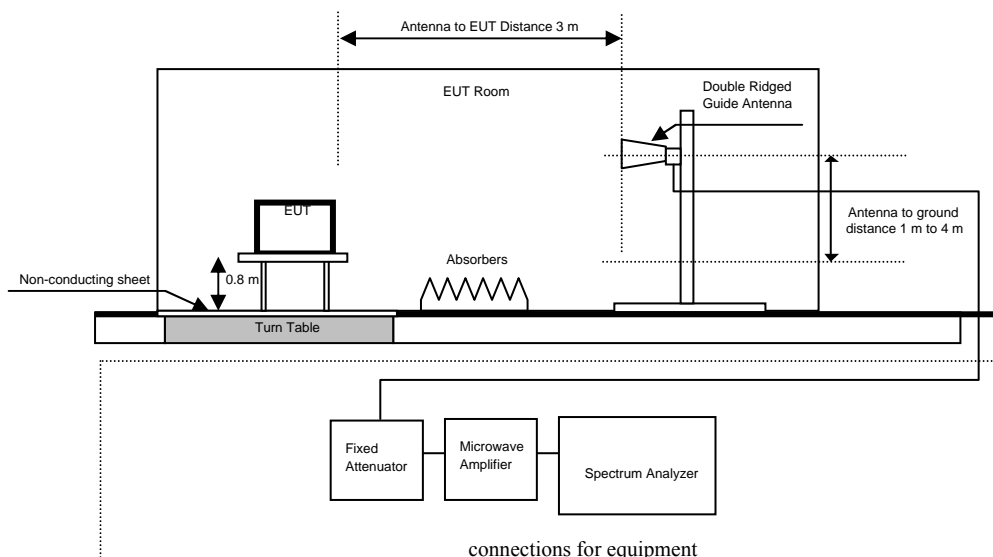 Antenna to EUT Distance 3 m
EUT Room
Double Ridged
Guide Antenna
EUT
Antenna to ground
distance 1 m to 4 m
Absorbers
Non-conducting sheet
0.8 m
Turn Table
Fixed
Attenuator
Microwave
Amplifier
Spectrum Analyzer
connections for equipment